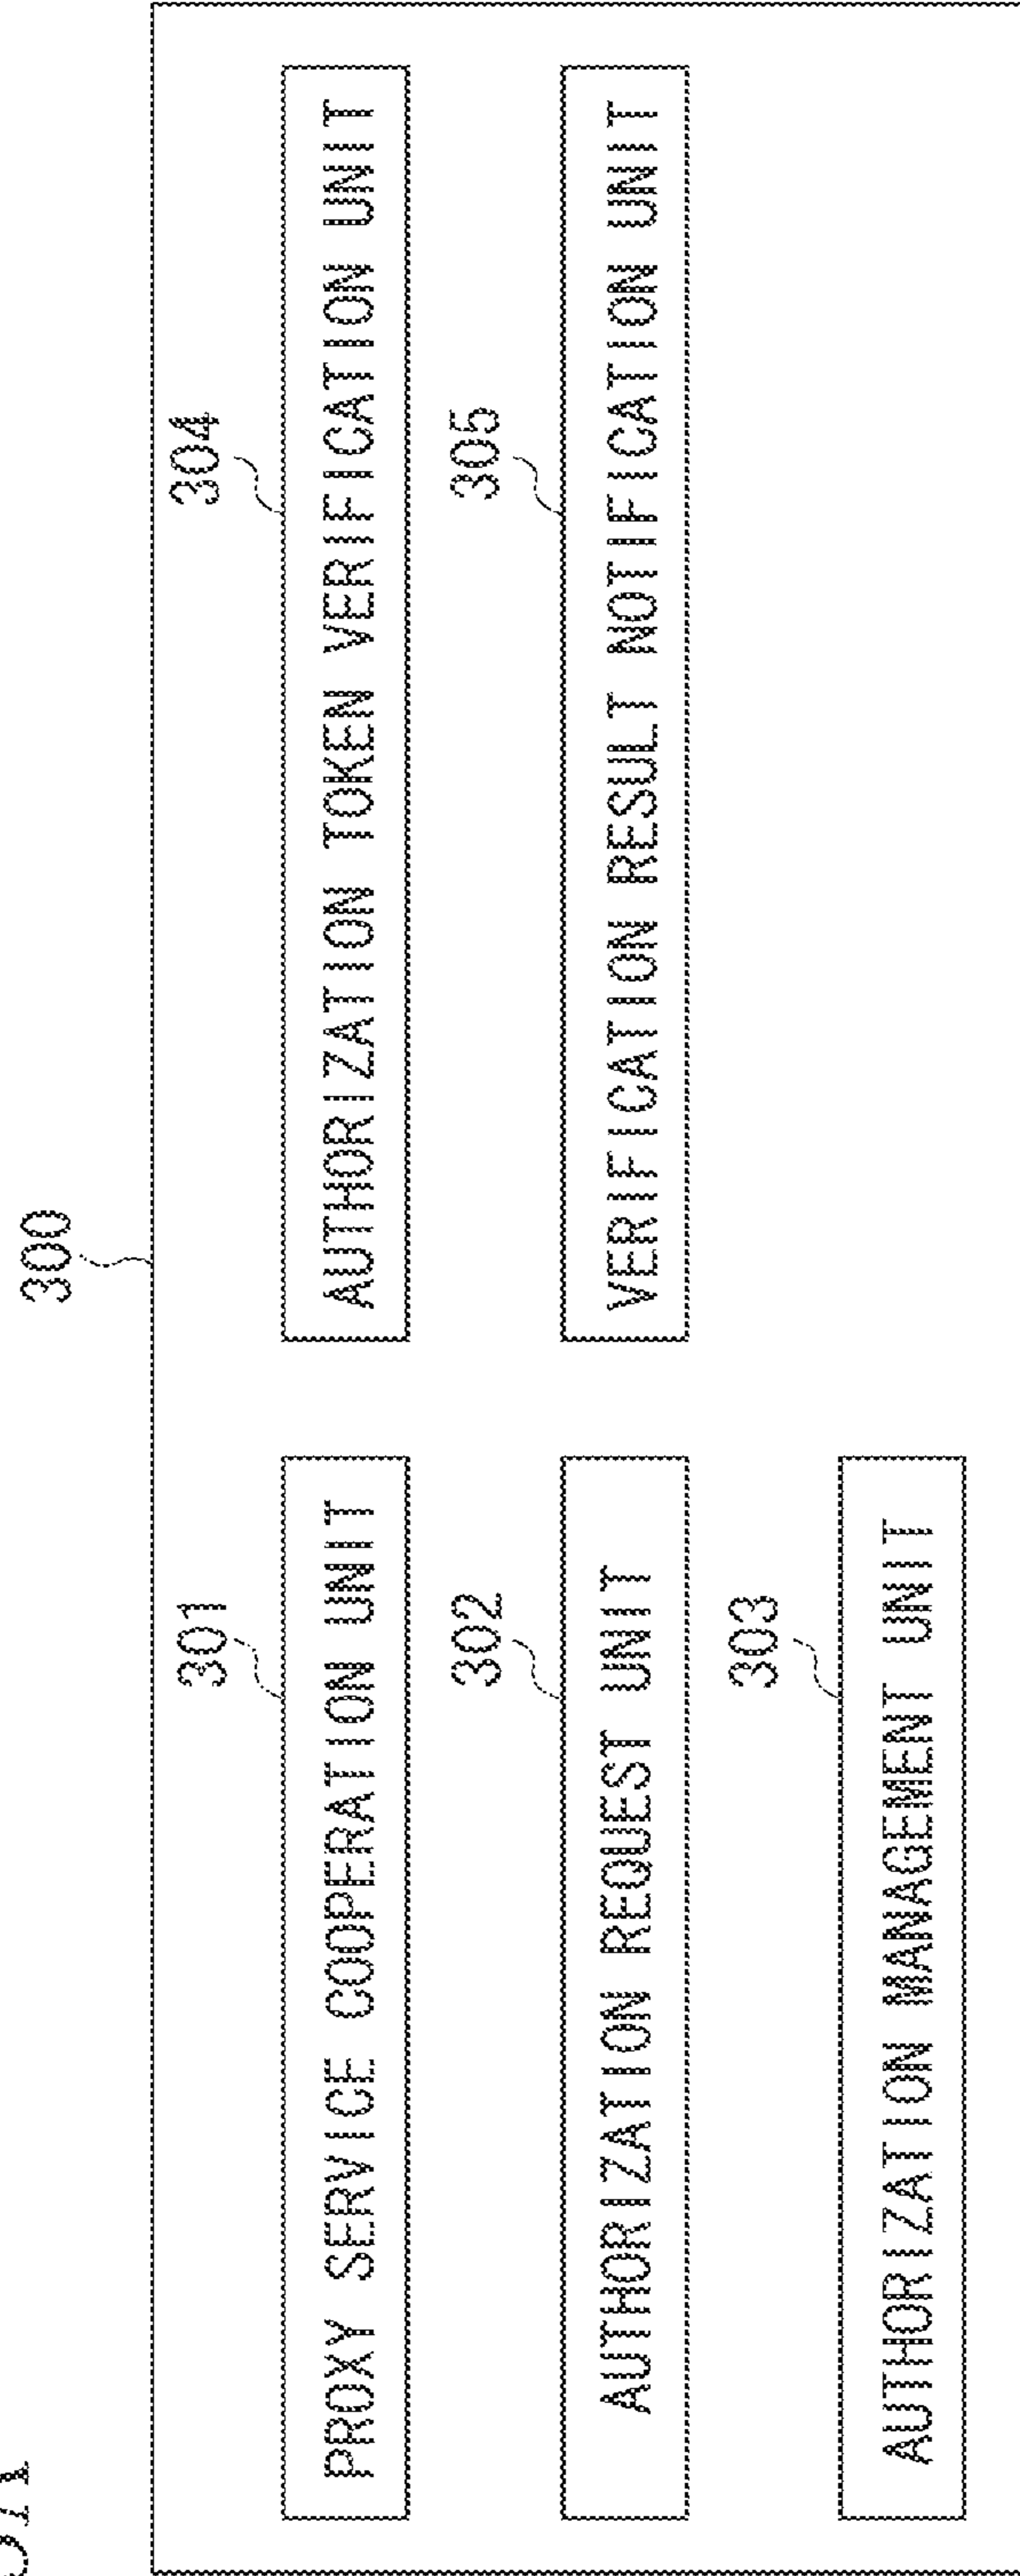 300
301
PROXY SERVICE COOPERATION UNIT
302
AUTHORIZATION REQUEST UNIT
303
AUTHORIZATION MANAGEMENT UNIT
304
AUTHORIZATION TOKEN VERIFICATION UNIT
305
VERIFICATION RESULT NOTIFICATION UNIT